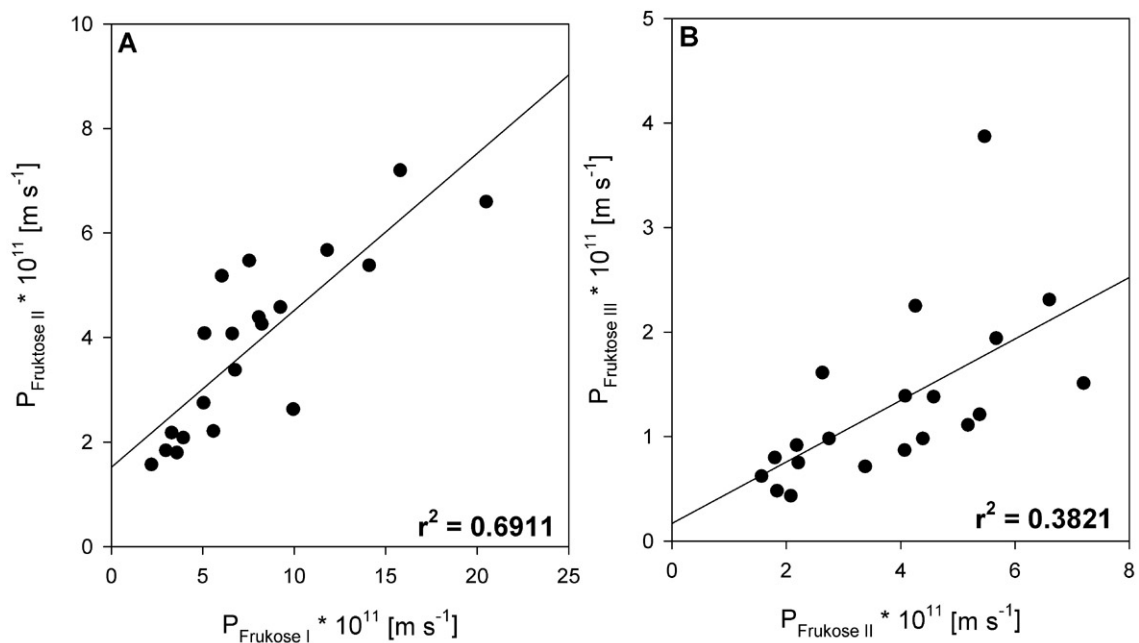 A
10
8
6
4
2
0
P Fruktose II * 10^11 [m s^-1]
0 5 10 15 20 25
P Frukose I * 10^11 [m s^-1]
r^2 = 0.6911
B
5
4
3
2
1
0
P Fruktose III * 10^11 [m s^-1]
0 2 4 6 8
P Frukose II * 10^11 [m s^-1]
r^2 = 0.3821